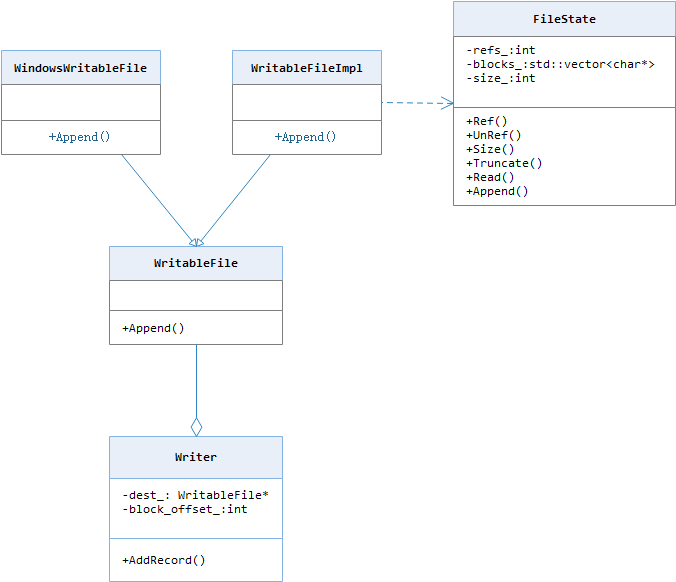 FileState
-refs_:int
-blocks_:std::vector<char*>
-size_:int
+Ref()
+UnRef()
+Size()
+Truncate()
+Read()
+Append()
WindowsWritableFile
+Append()
WritableFileImpl
+Append()
WritableFile
+Append()
Writer
-dest_: WritableFile*
-block_offset_:int
+AddRecord()